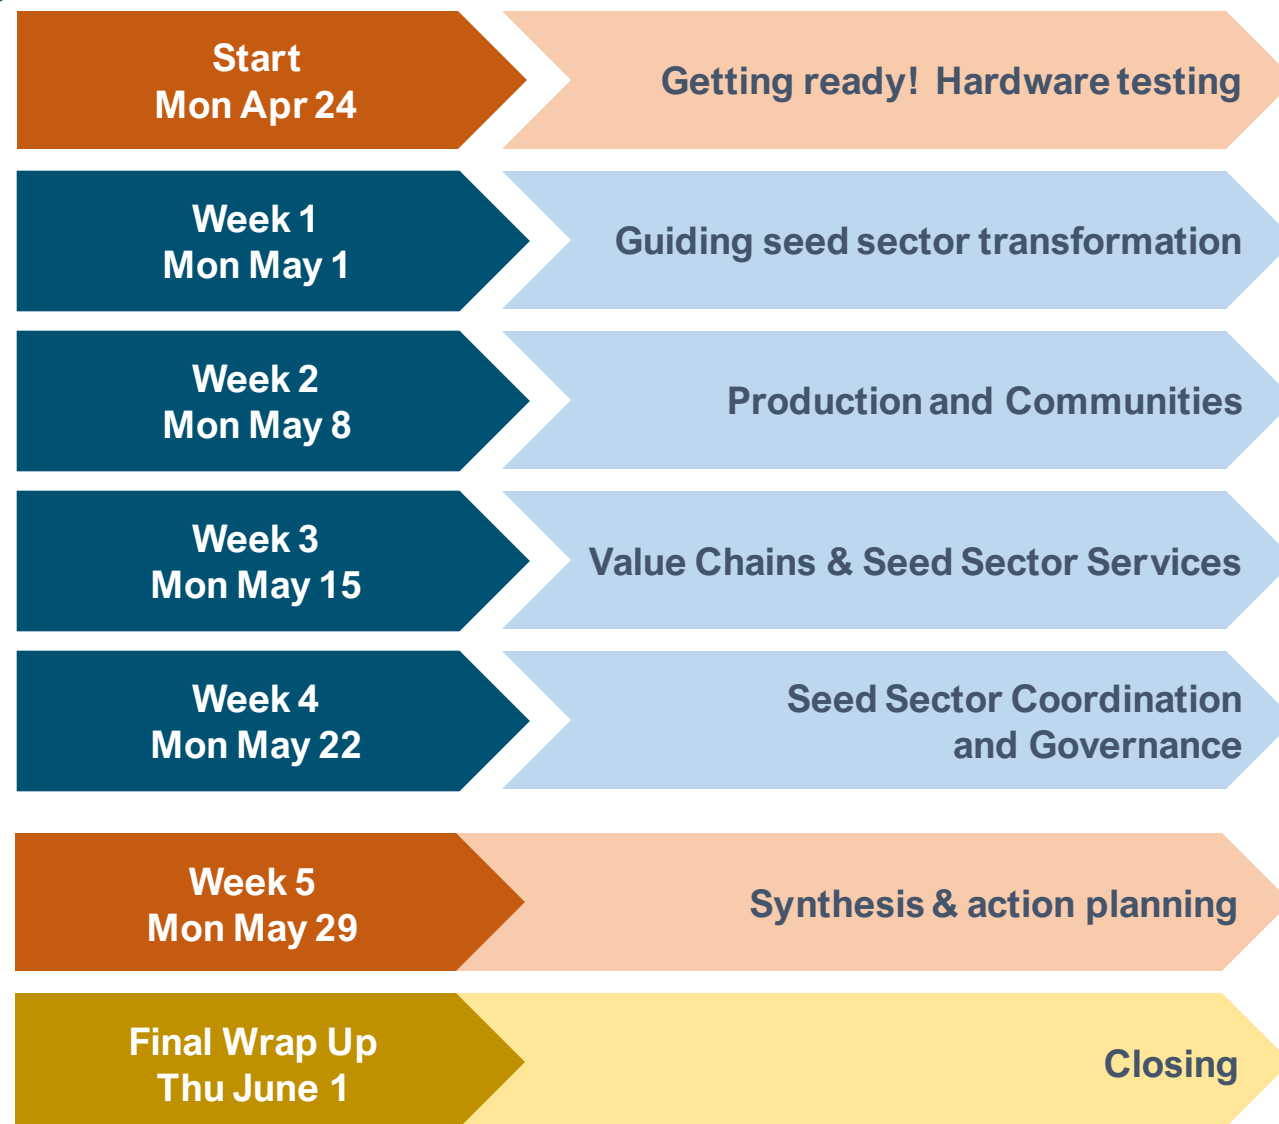 Start
Mon Apr 24
Getting ready! Hardware testing
Week 1
Mon May 1
Guiding seed sector transformation
Week 2
Mon May 8
Production and Communities
Week 3
Mon May 15
Value Chains & Seed Sector Services
Week 4
Mon May 22
Seed Sector Coordination
and Governance
Week 5
Mon May 29
Synthesis & action planning
Final Wrap Up
Thu June 1
Closing